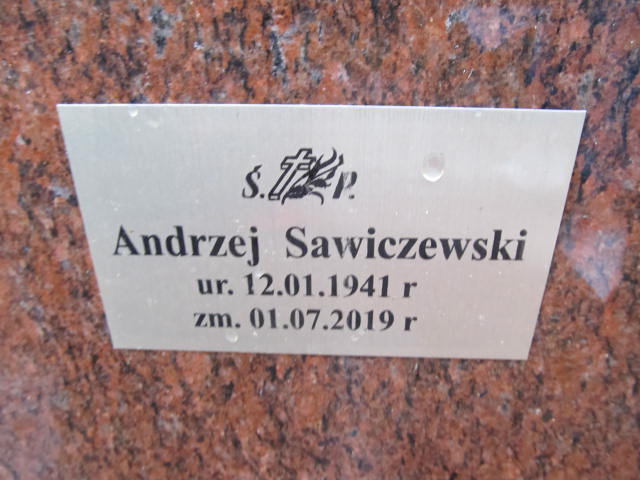 Ś. P.
Andrzej Sawiczewski
ur. 12.01.1941 r
zm. 01.07.2019 r